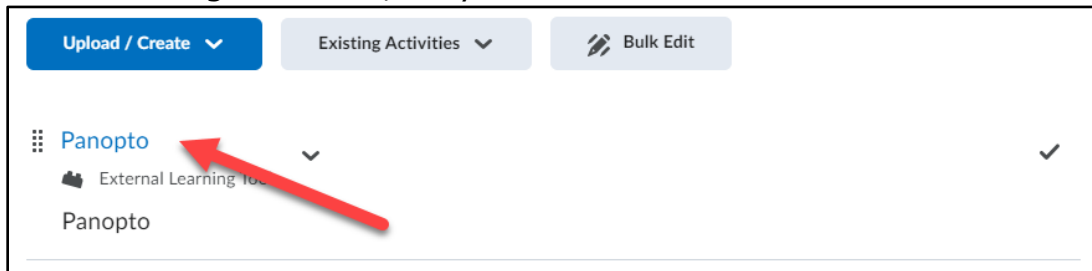 Upload / Create Existing Activities Bulk Edit
Panopto
External Learning
Panopto